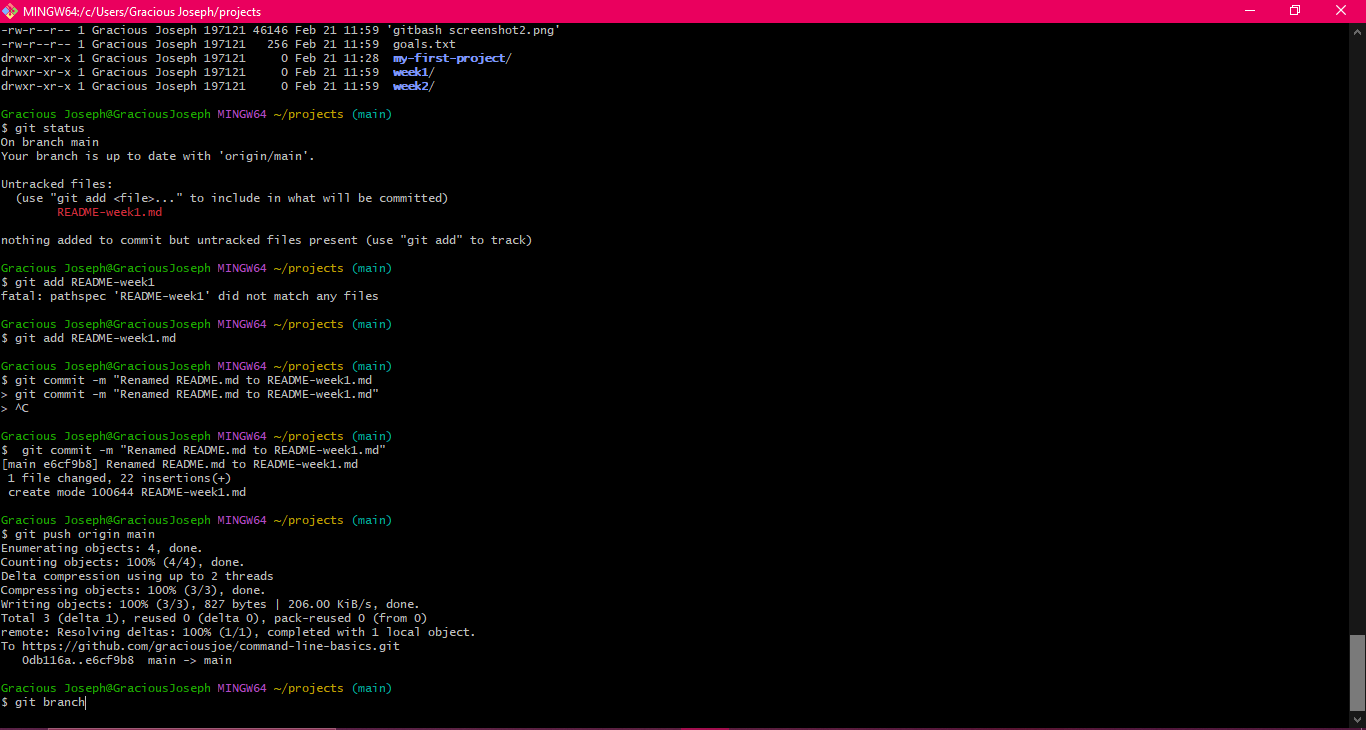 MINGW64:/c/Users/Gracious Joseph/projects
-rw-r--r-- 1 Gracious Joseph 197121 46146 Feb 21 11:59 'gitbash screenshot2.png'
-rw-r--r-- 1 Gracious Joseph 197121   256 Feb 21 11:59  goals.txt
drwxr-xr-x 1 Gracious Joseph 197121     0 Feb 21 11:28  my-first-project/
drwxr-xr-x 1 Gracious Joseph 197121     0 Feb 21 11:59  week1/
drwxr-xr-x 1 Gracious Joseph 197121     0 Feb 21 11:59  week2/
Gracious Joseph@GraciousJoseph MINGW64 ~/projects (main)
$ git status
On branch main
Your branch is up to date with 'origin/main'.
Untracked files:
  (use "git add <file>..." to include in what will be committed)
        README-week1.md
nothing added to commit but untracked files present (use "git add" to track)
Gracious Joseph@GraciousJoseph MINGW64 ~/projects (main)
$ git add README-week1
fatal: pathspec 'README-week1' did not match any files
Gracious Joseph@GraciousJoseph MINGW64 ~/projects (main)
$ git add README-week1.md
Gracious Joseph@GraciousJoseph MINGW64 ~/projects (main)
$ git commit -m "Renamed README.md to README-week1.md
> git commit -m "Renamed README.md to README-week1.md"
> ^C
Gracious Joseph@GraciousJoseph MINGW64 ~/projects (main)
$  git commit -m "Renamed README.md to README-week1.md"
[main e6cf9b8] Renamed README.md to README-week1.md
 1 file changed, 22 insertions(+)
 create mode 100644 README-week1.md
Gracious Joseph@GraciousJoseph MINGW64 ~/projects (main)
$ git push origin main
Enumerating objects: 4, done.
Counting objects: 100% (4/4), done.
Delta compression using up to 2 threads
Compressing objects: 100% (3/3), done.
Writing objects: 100% (3/3), 827 bytes | 206.00 KiB/s, done.
Total 3 (delta 1), reused 0 (delta 0), pack-reused 0 (from 0)
remote: Resolving deltas: 100% (1/1), completed with 1 local object.
To https://github.com/graciousjoe/command-line-basics.git
   0db116a..e6cf9b8  main -> main
Gracious Joseph@GraciousJoseph MINGW64 ~/projects (main)
$ git branch